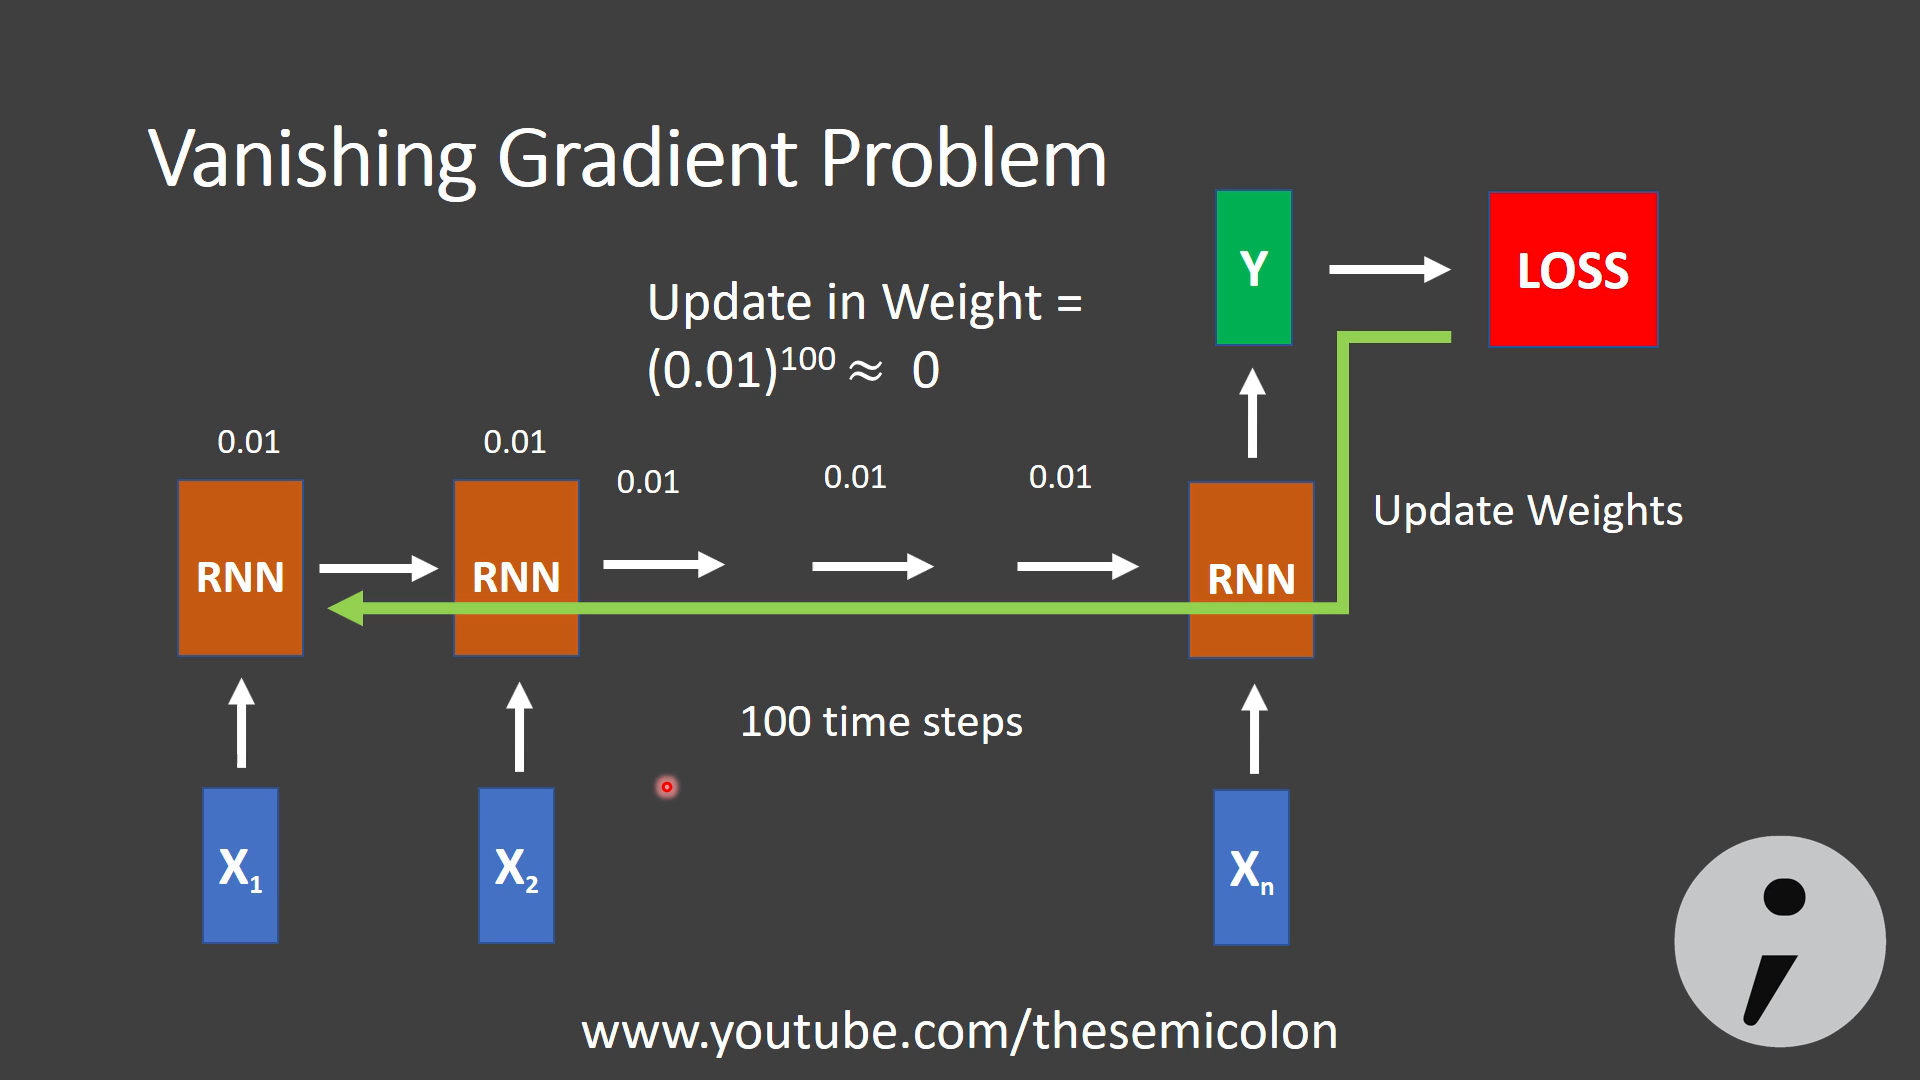 Vanishing Gradient Problem
Y
LOSS
Update in Weight =
(0.01)¹⁰⁰ ≈ 0
0.01
0.01
0.01
0.01
0.01
Update Weights
RNN
RNN
RNN
100 time steps
X₁
X₂
Xₙ
www.youtube.com/thesemicolon